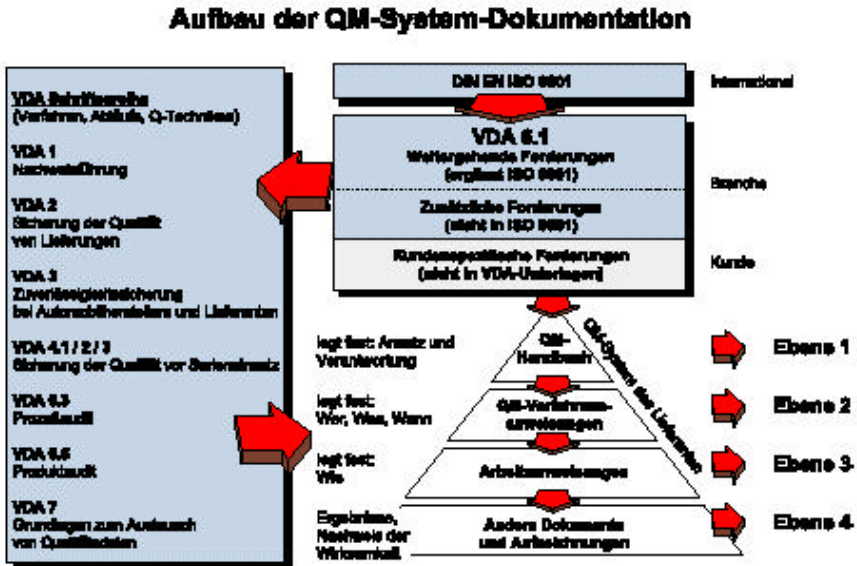 Aufbau der QM-System-Dokumentation
VDA Schriftenreihe
(Verfahren, Abläufe, Q-Techniken)
VDA 1
Nachweisführung
VDA 2
Sicherung der Qualität
von Lieferungen
VDA 3
Zuverlässigkeitssicherung
bei Automobilherstellern und Lieferanten
VDA 4.1 / 2 / 3
Sicherung der Qualität vor Serieneinsatz
VDA 6.3
Prozeßaudit
VDA 6.5
Produktaudit
VDA 7
Grundlagen zum Austausch
von Qualitätsdaten
DIN EN ISO 9001
International
VDA 6.1
Weitergehende Forderungen
(ergänzt ISO 9001)
Zusätzliche Forderungen
(nicht in ISO 9001)
Branche
Kundenspezifische Forderungen
(nicht in VDA-Unterlagen)
Kunde
legt fest: Ansatz und
Verantwortung
QM-
Handbuch
QM-System des Lieferanten
Ebene 1
legt fest:
Wer, Was, Wann
QM-Verfahrens-
anweisungen
Ebene 2
legt fest:
Wie
Arbeitsanweisungen
Ebene 3
Ergebnisse,
Nachweis der
Wirksamkeit
Andere Dokumente
und Aufzeichnungen
Ebene 4